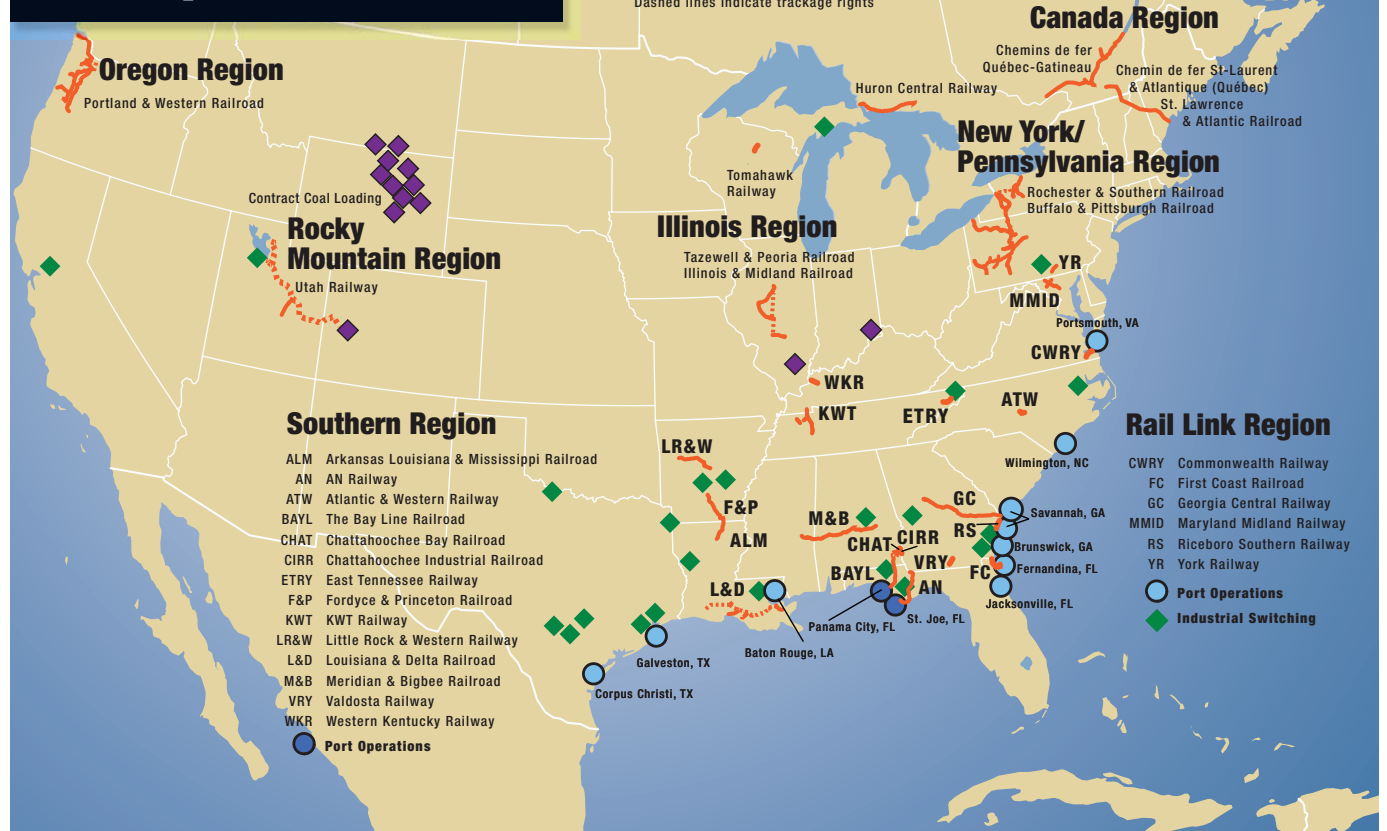 Dashed lines indicate trackage rights
Canada Region
Chemins de fer
Québec-Gatineau
Chemin de fer St-Laurent
& Atlantique (Québec)
St. Lawrence
& Atlantic Railroad
Oregon Region
Portland & Western Railroad
Huron Central Railway
New York/
Pennsylvania Region
Rochester & Southern Railroad
Buffalo & Pittsburgh Railroad
Tomahawk
Railway
Contract Coal Loading
Rocky
Mountain Region
Utah Railway
Illinois Region
Tazewell & Peoria Railroad
Illinois & Midland Railroad
YR
MMID
Portsmouth, VA
CWRY
WKR
KWT
ETRY
ATW
Wilmington, NC
LR&W
F&P
ALM
GC
Savannah, GA
M&B
RS
CHAT
CIRR
Brunswick, GA
VRY
BAYL
FC
Fernandina, FL
AN
L&D
Jacksonville, FL
St. Joe, FL
Panama City, FL
Baton Rouge, LA
Galveston, TX
Corpus Christi, TX
Southern Region
ALM Arkansas Louisiana & Mississippi Railroad
AN AN Railway
ATW Atlantic & Western Railway
BAYL The Bay Line Railroad
CHAT Chattahoochee Bay Railroad
CIRR Chattahoochee Industrial Railroad
ETRY East Tennessee Railway
F&P Fordyce & Princeton Railroad
KWT KWT Railway
LR&W Little Rock & Western Railway
L&D Louisiana & Delta Railroad
M&B Meridian & Bigbee Railroad
VRY Valdosta Railway
WKR Western Kentucky Railway
Port Operations
Rail Link Region
CWRY Commonwealth Railway
FC First Coast Railroad
GC Georgia Central Railway
MMID Maryland Midland Railway
RS Riceboro Southern Railway
YR York Railway
Port Operations
Industrial Switching